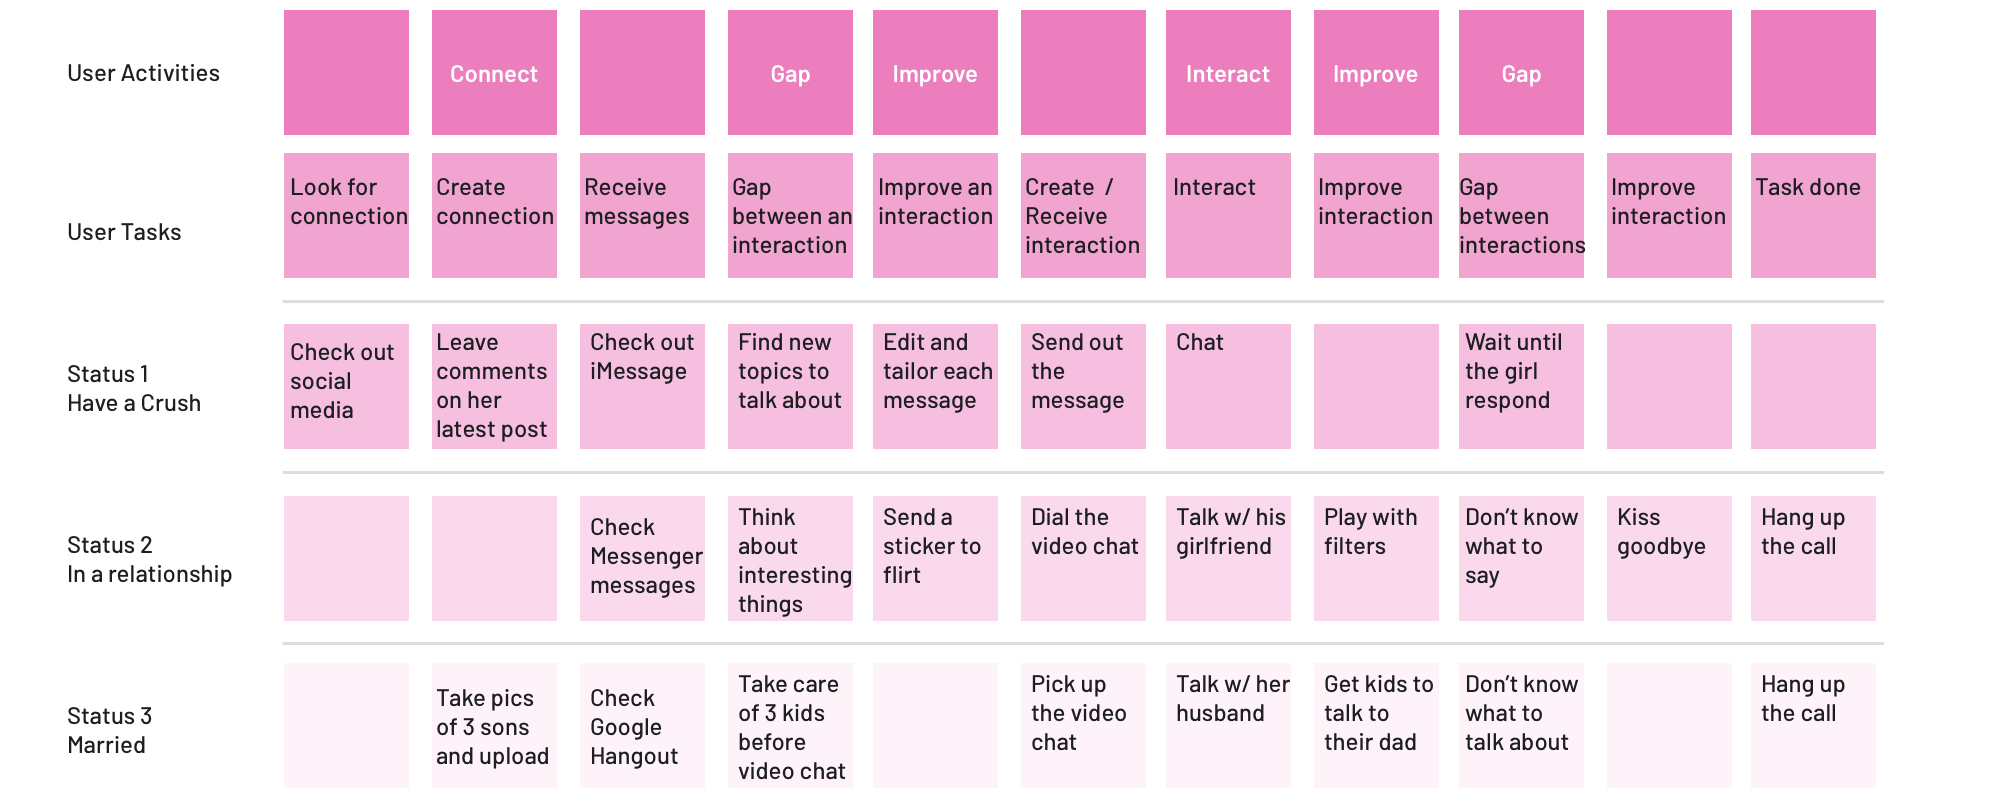 User Activities
Connect
Gap
Improve
Interact
Improve
Gap
User Tasks
Look for
connection
Create
connection
Receive
messages
Gap
between an
interaction
Improve an
interaction
Create /
Receive
interaction
Interact
Improve
interaction
Gap
between
interactions
Improve
interaction
Task done
Status 1
Have a Crush
Check out
social
media
Leave
comments
on her
latest post
Check out
iMessage
Find new
topics to
talk about
Edit and
tailor each
message
Send out
the
message
Chat
Wait until
the girl
respond
Status 2
In a relationship
Check
Messenger
messages
Think
about
interesting
things
Send a
sticker to
flirt
Dial the
video chat
Talk w/ his
girlfriend
Play with
filters
Don’t know
what to
say
Kiss
goodbye
Hang up
the call
Status 3
Married
Take pics
of 3 sons
and upload
Check
Google
Hangout
Take care
of 3 kids
before
video chat
Pick up
the video
chat
Talk w/ her
husband
Get kids to
talk to
their dad
Don’t know
what to
talk about
Hang up
the call